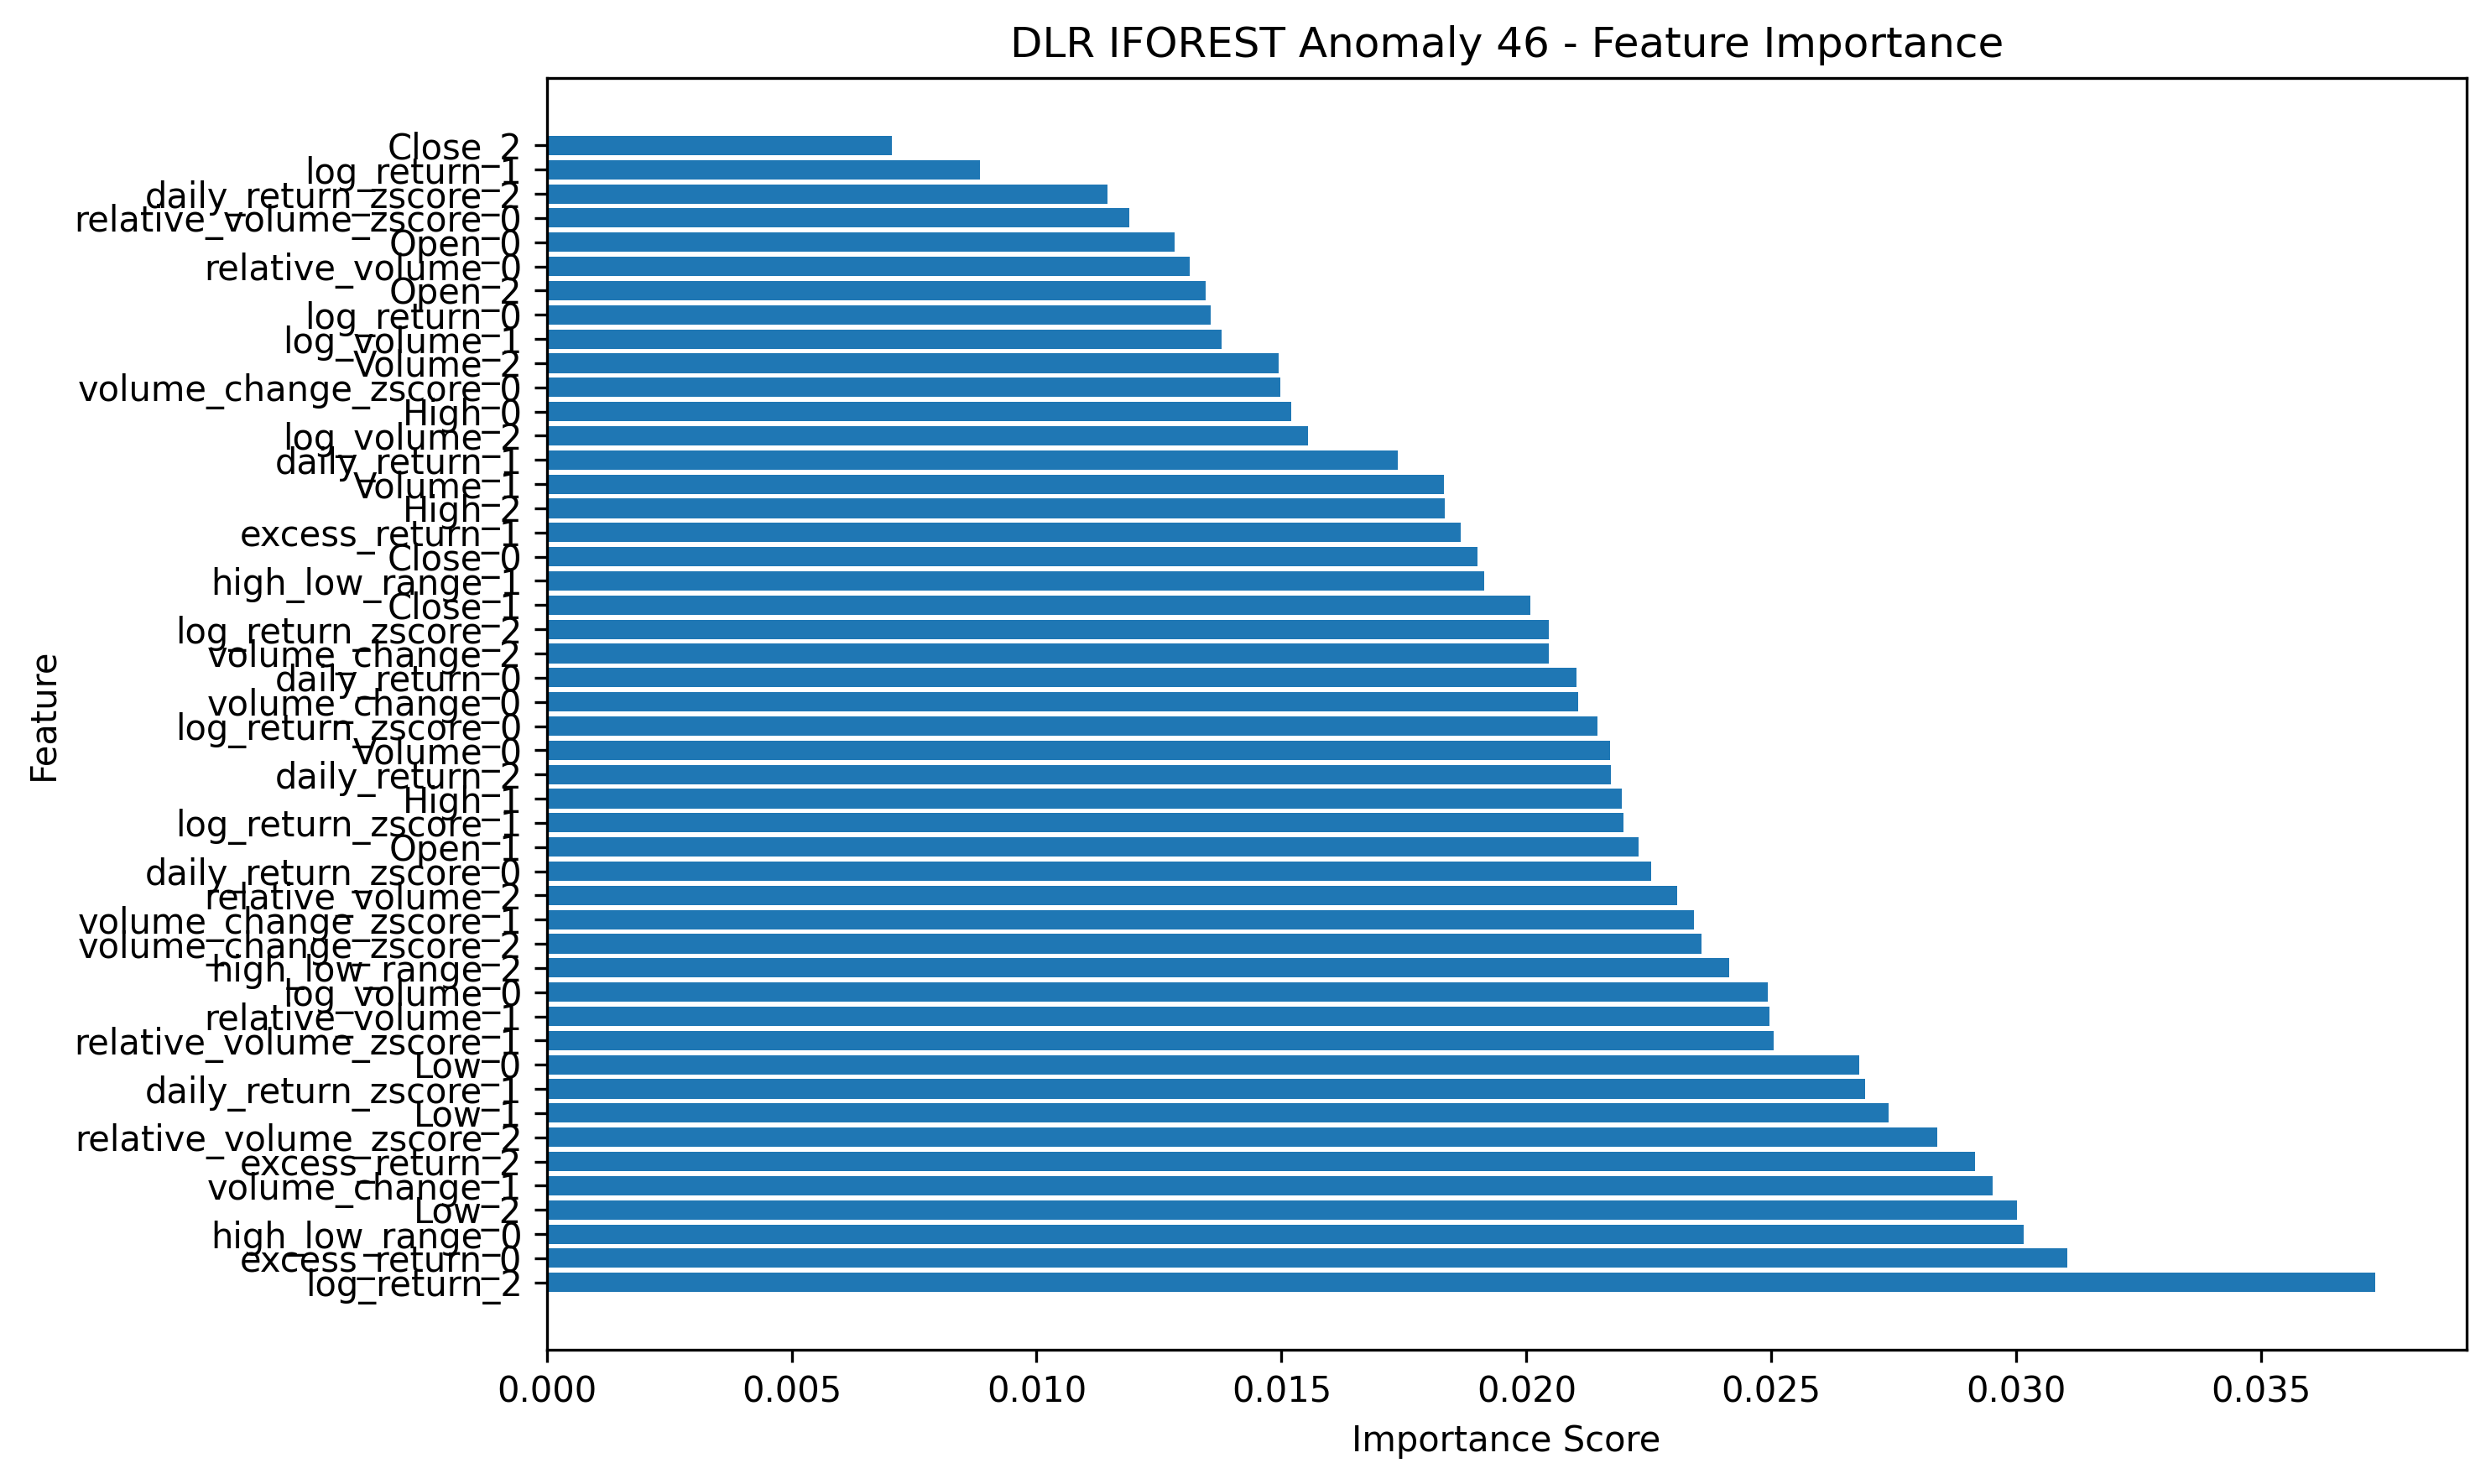 DLR IFOREST Anomaly 46 - Feature Importance
Close_2
log_return_1
daily_return_zscore_2
relative_volume_zscore_0
Open_0
relative_volume_0
Open_2
log_return_0
log_volume_1
Volume_2
volume_change_zscore_0
High_0
log_volume_2
daily_return_1
Volume_1
High_2
excess_return_1
Close_0
high_low_range_1
Close_1
log_return_zscore_2
volume_change_2
daily_return_0
volume_change_0
log_return_zscore_0
Volume_0
daily_return_2
High_1
log_return_zscore_1
Open_1
daily_return_zscore_0
relative_volume_2
volume_change_zscore_1
volume_change_zscore_2
high_low_range_2
log_volume_0
relative_volume_1
relative_volume_zscore_1
Low_0
daily_return_zscore_1
Low_1
relative_volume_zscore_2
excess_return_2
volume_change_1
Low_2
high_low_range_0
excess_return_0
log_return_2
Feature
0.000 0.005 0.010 0.015 0.020 0.025 0.030 0.035
Importance Score